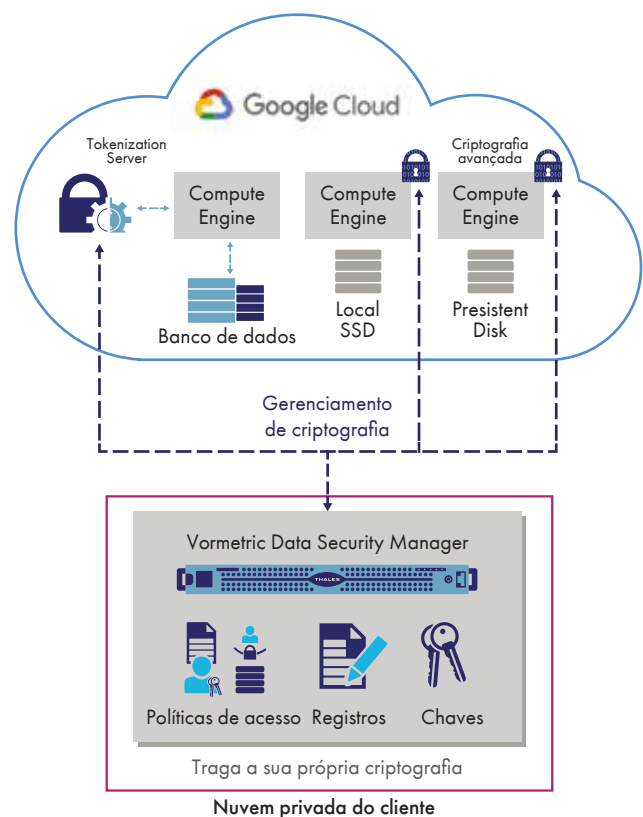 Google Cloud
Tokenization
Server
Criptografia
avançada
Compute
Engine
Compute
Engine
Compute
Engine
Banco de dados
Local
SSD
Presistent
Disk
Gerenciamento
de criptografia
Vormetric Data Security Manager
THALES
Políticas de acesso
Registros
Chaves
Traga a sua própria criptografia
Nuvem privada do cliente